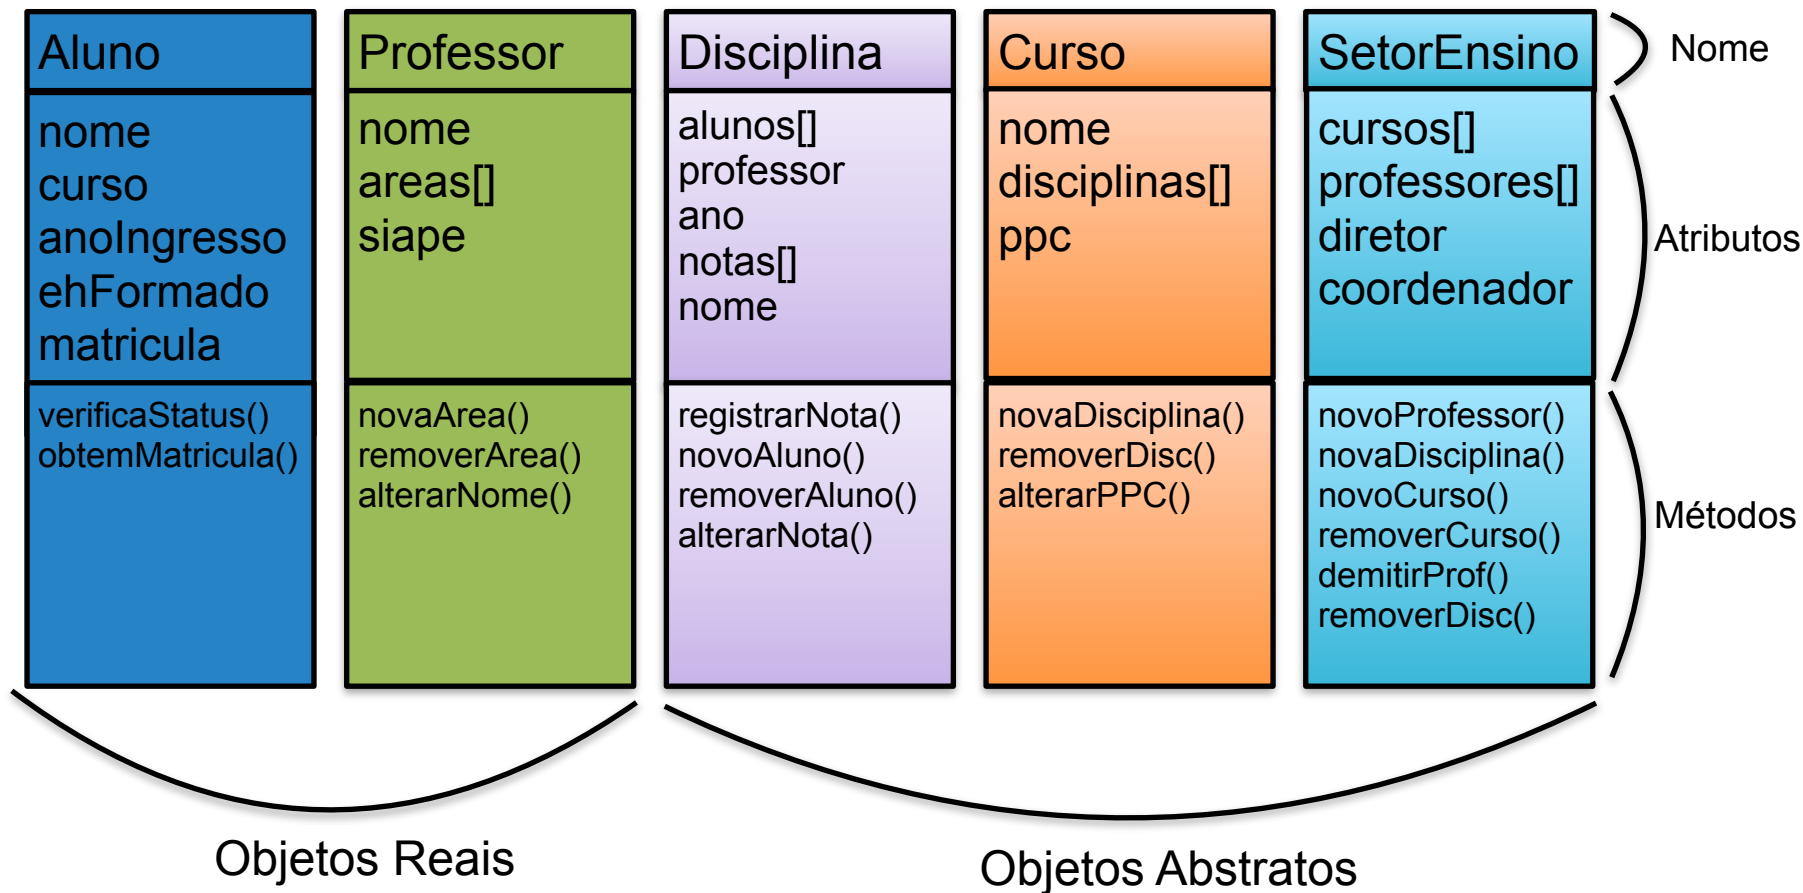 Aluno
nome
curso
anoIngresso
ehFormado
matricula
verificaStatus()
obtemMatricula()
Professor
nome
areas[]
siape
novaArea()
removerArea()
alterarNome()
Disciplina
alunos[]
professor
ano
notas[]
nome
registrarNota()
novoAluno()
removerAluno()
alterarNota()
Curso
nome
disciplinas[]
ppc
novaDisciplina()
removerDisc()
alterarPPC()
SetorEnsino
cursos[]
professores[]
diretor
coordenador
novoProfessor()
novaDisciplina()
novoCurso()
removerCurso()
demitirProf()
removerDisc()
Nome
Atributos
Métodos
Objetos Reais
Objetos Abstratos